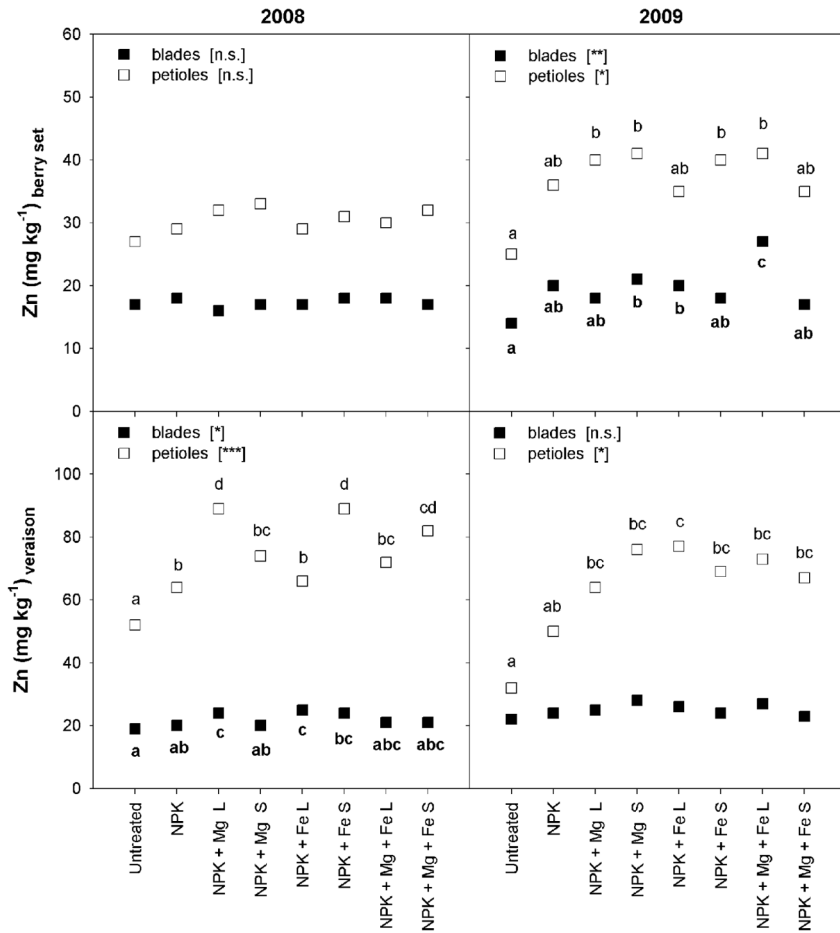 2008
2009
60
50
40
30
20
10
0
Zn (mg kg⁻¹) berry set
■ blades [n.s.]
□ petioles [n.s.]
■ blades [**]
□ petioles [*]
a
ab
b
b
ab
b
b
ab
a
ab
ab
b
b
ab
c
ab
100
80
60
40
20
0
Zn (mg kg⁻¹) veraison
■ blades [*]
□ petioles [***]
a
b
d
bc
b
d
bc
cd
a
ab
c
ab
c
bc
abc
abc
■ blades [n.s.]
□ petioles [*]
a
ab
bc
bc
c
bc
bc
bc
Untreated
NPK
NPK + Mg L
NPK + Mg S
NPK + Fe L
NPK + Fe S
NPK + Mg + Fe L
NPK + Mg + Fe S
Untreated
NPK
NPK + Mg L
NPK + Mg S
NPK + Fe L
NPK + Fe S
NPK + Mg + Fe L
NPK + Mg + Fe S